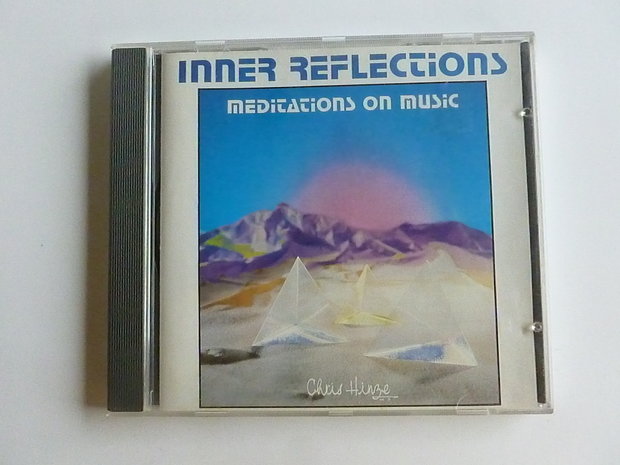 INNER REFLECTIONS
MEDITATIONS ON MUSIC
Chris Hinze